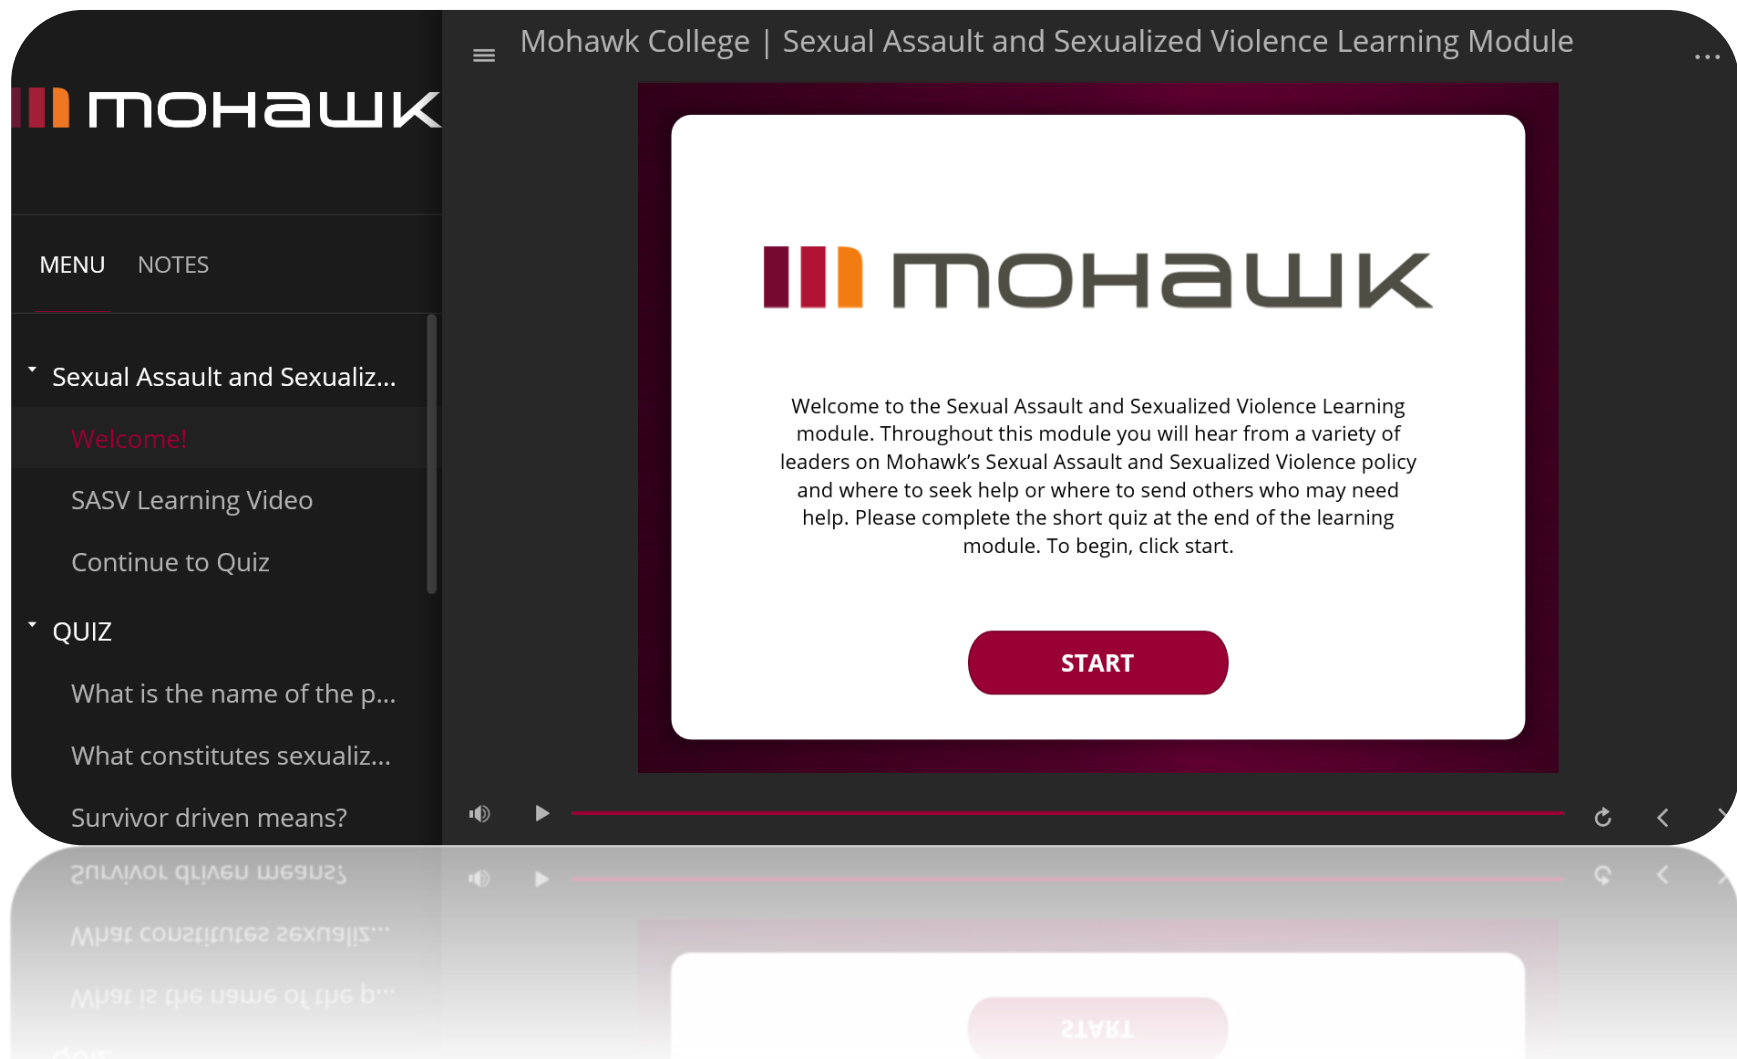 mohawk
MENU NOTES
Sexual Assault and Sexualiz...
Welcome!
SASV Learning Video
Continue to Quiz
QUIZ
What is the name of the p...
What constitutes sexualiz...
Survivor driven means?
Mohawk College | Sexual Assault and Sexualized Violence Learning Module
mohawk
Welcome to the Sexual Assault and Sexualized Violence Learning
module. Throughout this module you will hear from a variety of
leaders on Mohawk's Sexual Assault and Sexualized Violence policy
and where to seek help or where to send others who may need
help. Please complete the short quiz at the end of the learning
module. To begin, click start.
START